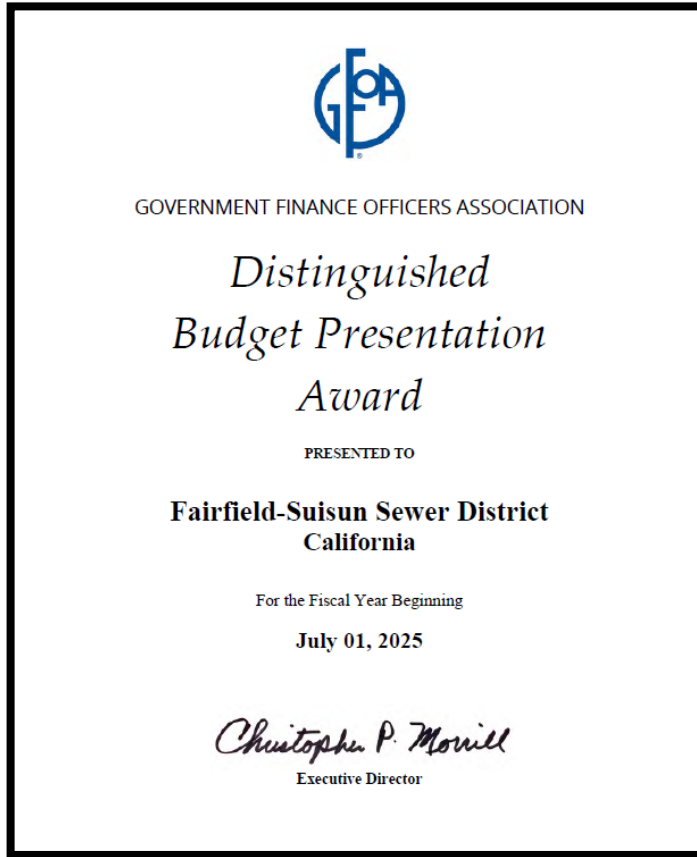 GFOA
®
GOVERNMENT FINANCE OFFICERS ASSOCIATION
Distinguished
Budget Presentation
Award
PRESENTED TO
Fairfield-Suisun Sewer District
California
For the Fiscal Year Beginning
July 01, 2025
Christopher P. Morrill
Executive Director